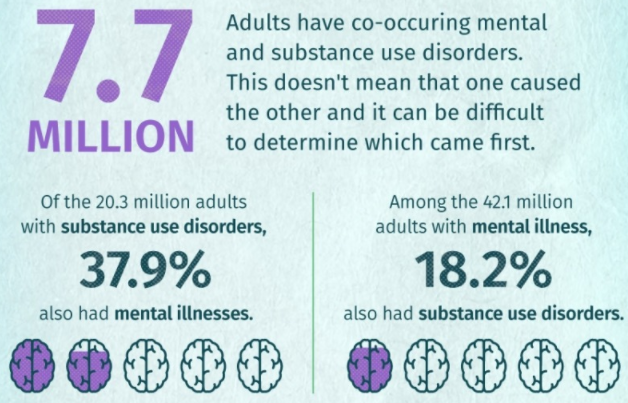 7.7
MILLION
Adults have co-occuring mental
and substance use disorders.
This doesn't mean that one caused
the other and it can be difficult
to determine which came first.
Of the 20.3 million adults
with substance use disorders,
37.9%
also had mental illnesses.
Among the 42.1 million
adults with mental illness,
18.2%
also had substance use disorders.